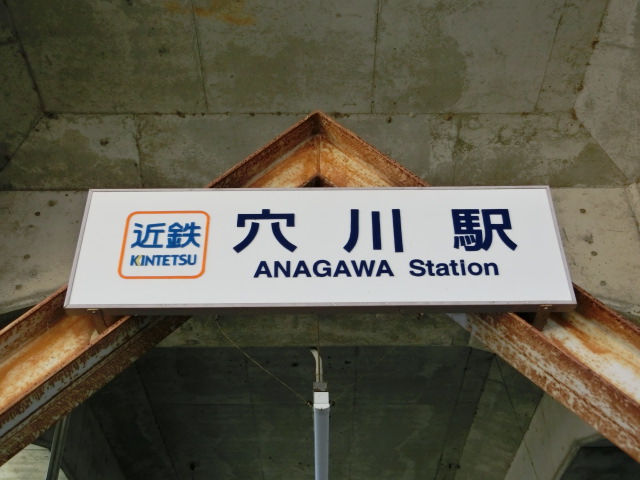 近鉄
KINTETSU
穴川駅
ANAGAWA Station